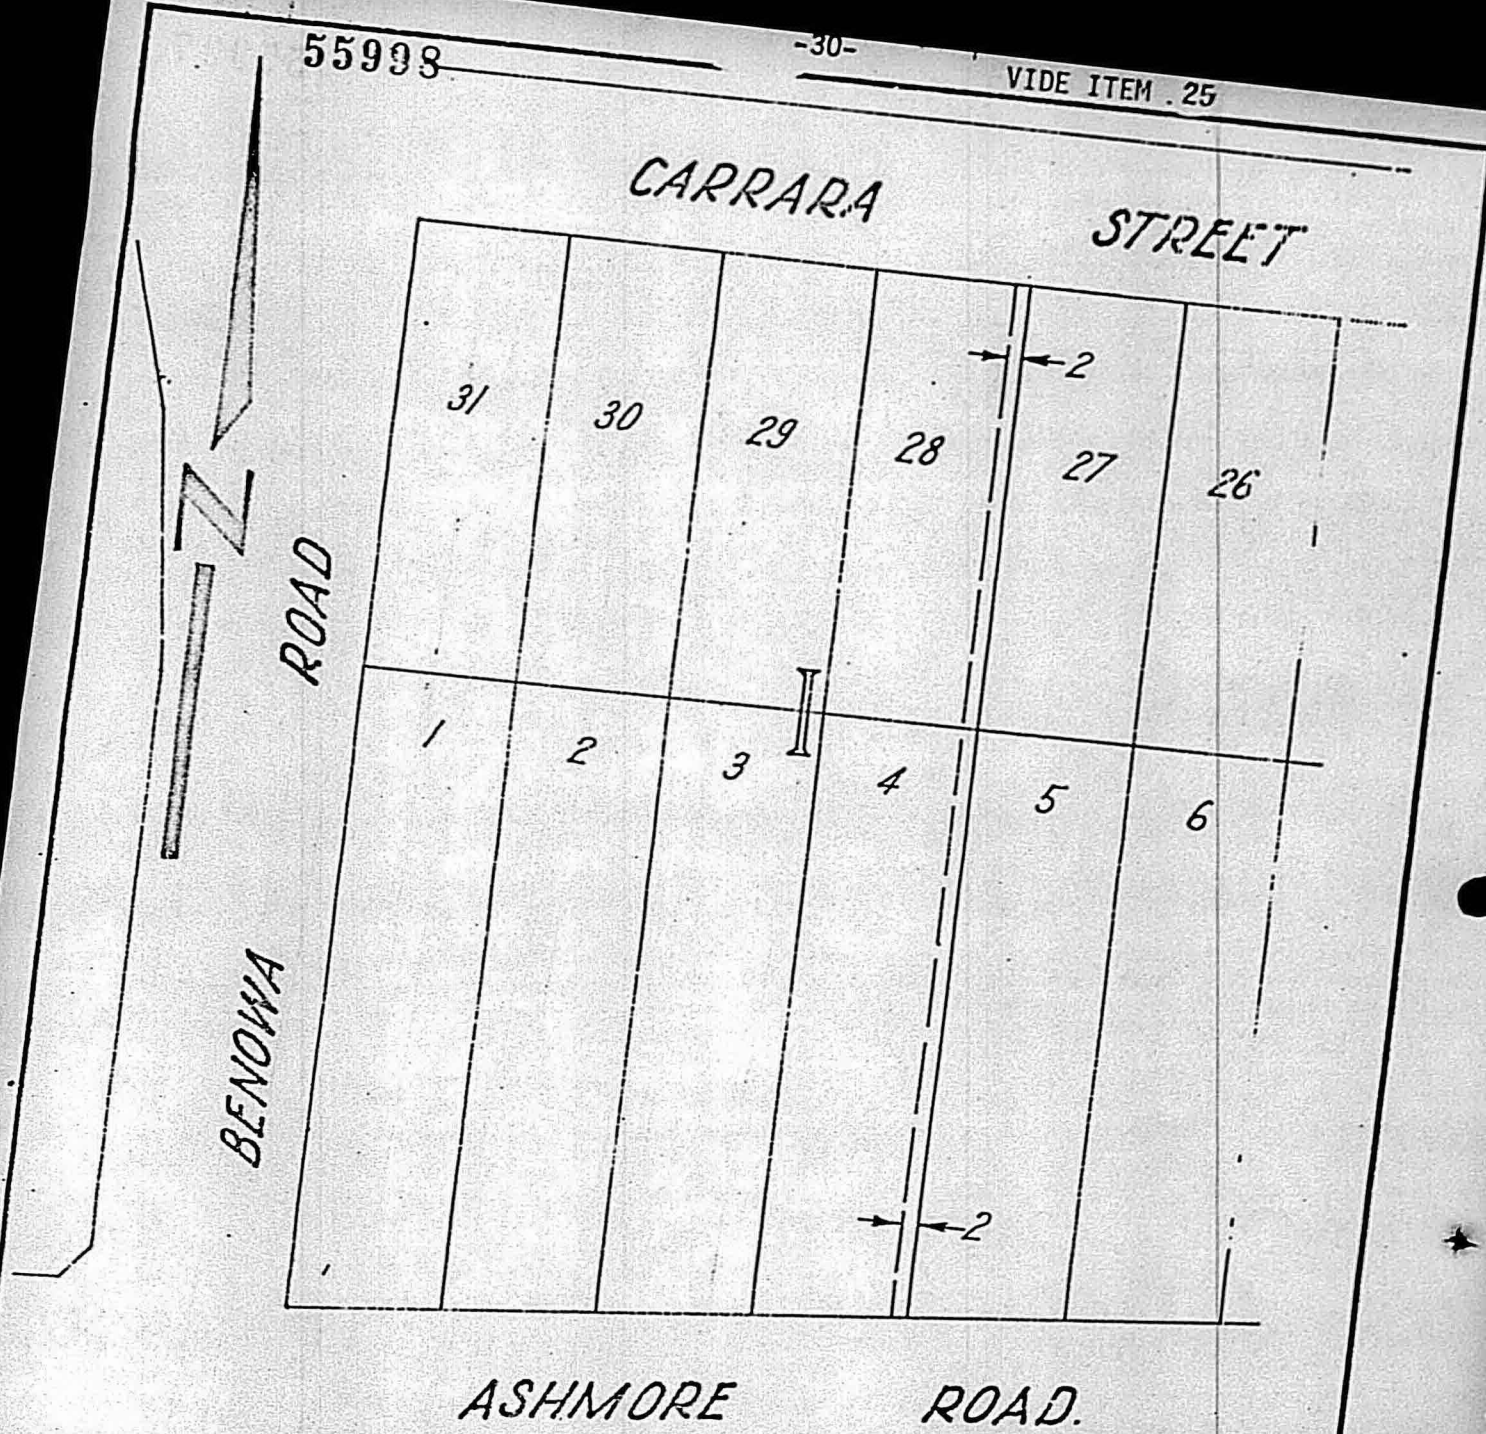 55998
-30-
VIDE ITEM . 25
CARRARA STREET
2
31 30 29 28 27 26
N
ROAD
1 2 3 4 5 6
BENOWA
2
ASHMORE ROAD.